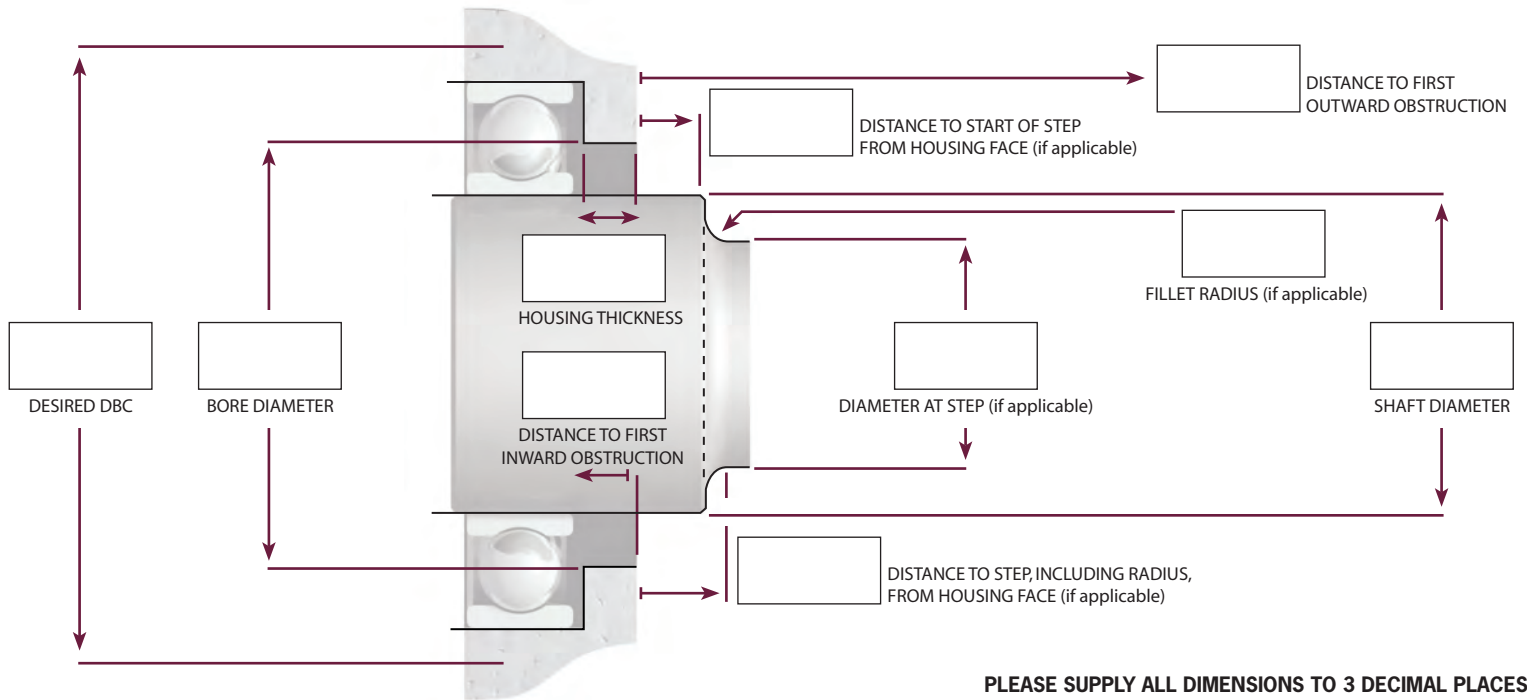 DISTANCE TO FIRST
OUTWARD OBSTRUCTION
DISTANCE TO START OF STEP
FROM HOUSING FACE (if applicable)
FILLET RADIUS (if applicable)
HOUSING THICKNESS
DESIRED DBC
BORE DIAMETER
DIAMETER AT STEP (if applicable)
SHAFT DIAMETER
DISTANCE TO FIRST
INWARD OBSTRUCTION
DISTANCE TO STEP, INCLUDING RADIUS,
FROM HOUSING FACE (if applicable)
PLEASE SUPPLY ALL DIMENSIONS TO 3 DECIMAL PLACES